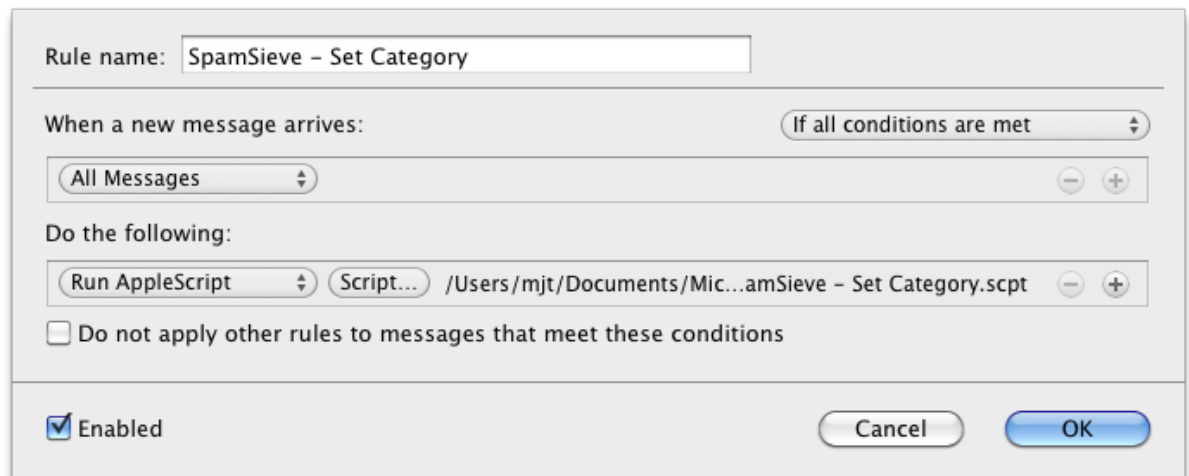 Rule name: SpamSieve – Set Category
When a new message arrives: If all conditions are met
All Messages
Do the following:
Run AppleScript Script... /Users/mjt/Documents/Mic...amSieve – Set Category.scpt
Do not apply other rules to messages that meet these conditions
Enabled Cancel OK